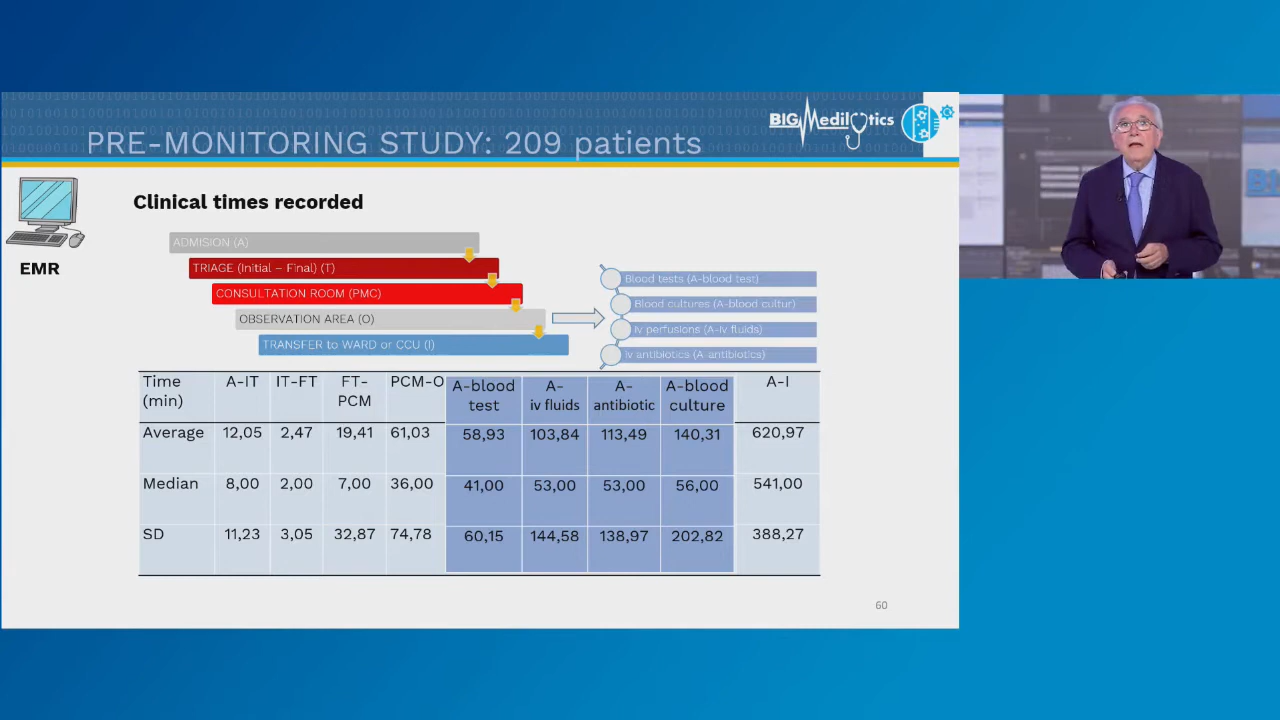 PRE-MONITORING STUDY: 209 patients
BIGMedilytics
Clinical times recorded
EMR
ADMISION (A)
TRIAGE (Initial – Final) (T)
CONSULTATION ROOM (PMC)
OBSERVATION AREA (O)
TRANSFER to WARD or CCU (I)
Blood tests (A-blood test)
Blood cultures (A-blood cultur)
Iv perfusions (A-iv fluids)
Iv antibiotics (A-antibiotics)
Time (min) A-IT IT-FT FT-PCM PCM-O A-blood test A-iv fluids A-antibiotic A-blood culture A-I
Average 12,05 2,47 19,41 61,03 58,93 103,84 113,49 140,31 620,97
Median 8,00 2,00 7,00 36,00 41,00 53,00 53,00 56,00 541,00
SD 11,23 3,05 32,87 74,78 60,15 144,58 138,97 202,82 388,27
60